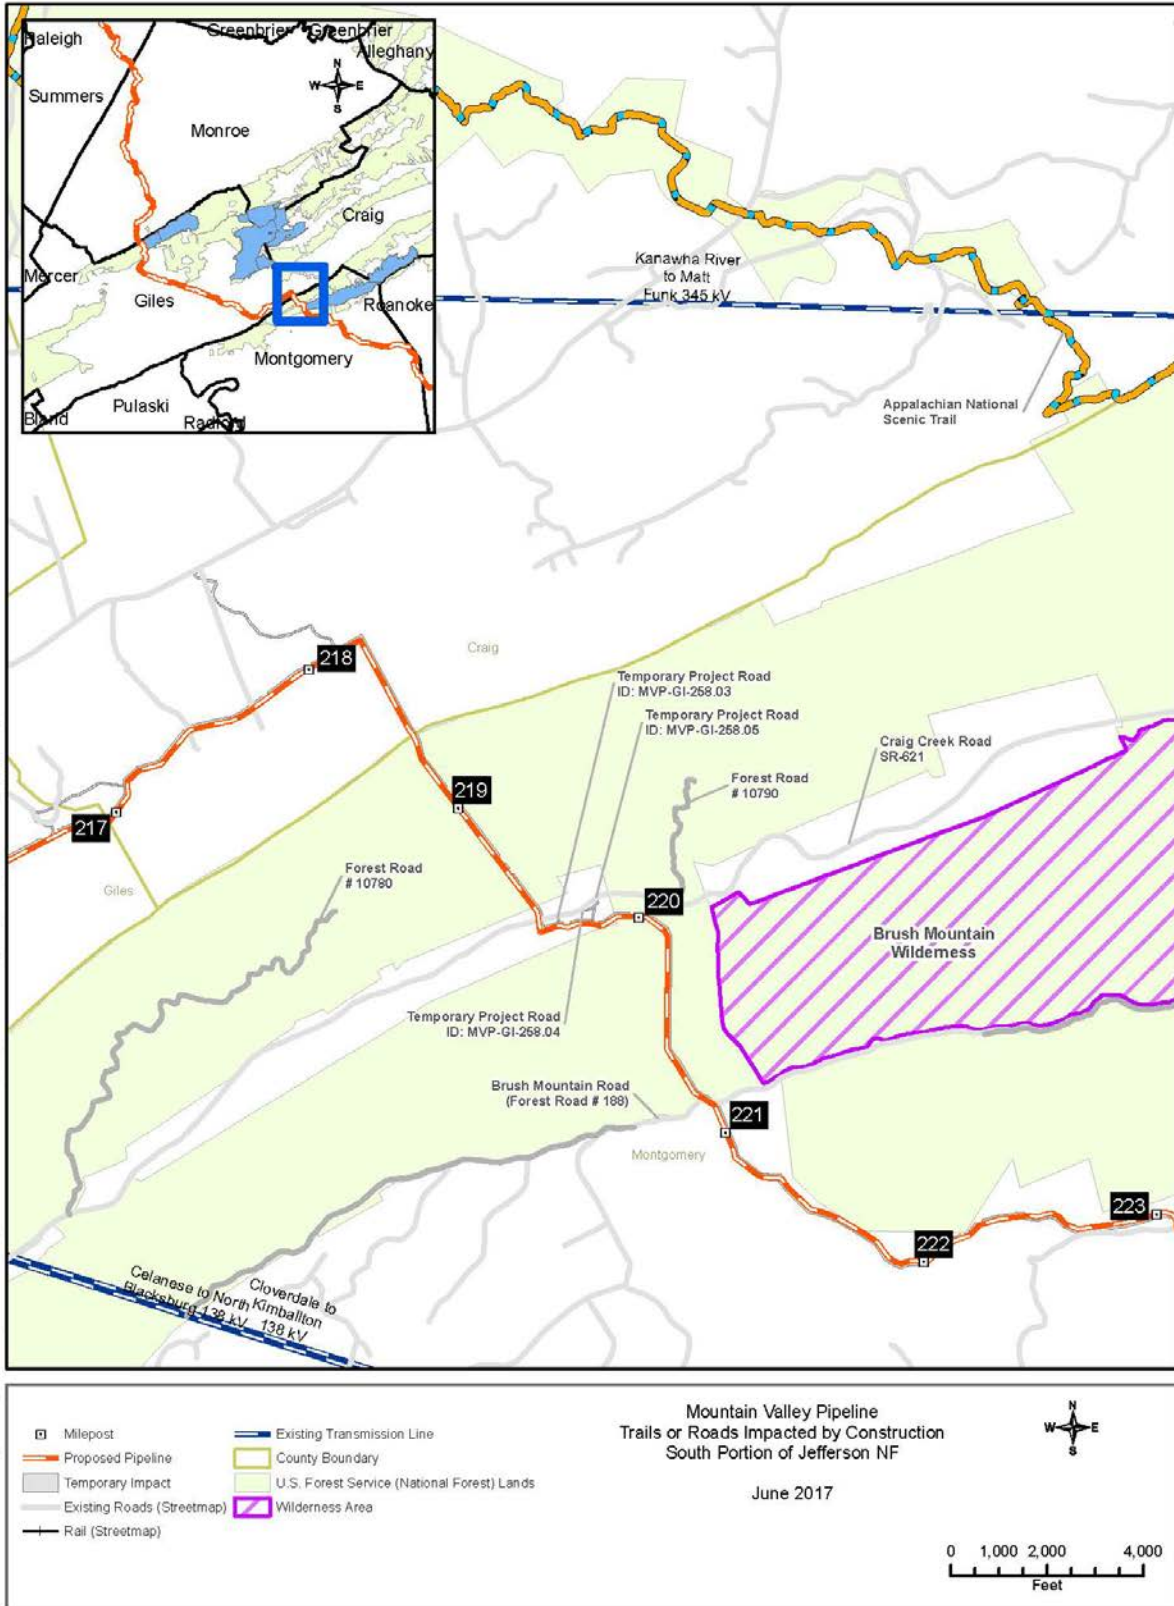 Raleigh
Greenbrier
Greenbrier
Alleghany
Summers
N
W E
S
Monroe
Craig
Mercer
Giles
Roanoke
Montgomery
Pulaski
Bland
Radford
Kanawha River
to Matt
Funk 345 kV
Appalachian National
Scenic Trail
Craig
218
Temporary Project Road
ID: MVP-GI-258.03
Temporary Project Road
ID: MVP-GI-258.05
Craig Creek Road
SR-621
Forest Road
# 10790
219
217
Forest Road
# 10780
Giles
220
Brush Mountain
Wilderness
Temporary Project Road
ID: MVP-GI-258.04
Brush Mountain Road
(Forest Road # 188)
221
Montgomery
223
222
Celanese to North
Blacksburg 138 kV
Cloverdale to
Kimballton
138 kV
Milepost
Proposed Pipeline
Temporary Impact
Existing Roads (Streetmap)
Rail (Streetmap)
Existing Transmission Line
County Boundary
U.S. Forest Service (National Forest) Lands
Wilderness Area
Mountain Valley Pipeline
Trails or Roads Impacted by Construction
South Portion of Jefferson NF
June 2017
N
W E
S
0 1,000 2,000 4,000
Feet